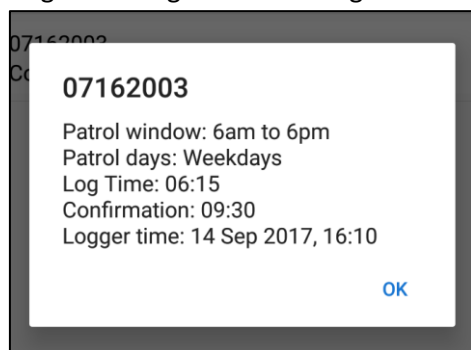 07162003
07162003
Patrol window: 6am to 6pm
Patrol days: Weekdays
Log Time: 06:15
Confirmation: 09:30
Logger time: 14 Sep 2017, 16:10
OK